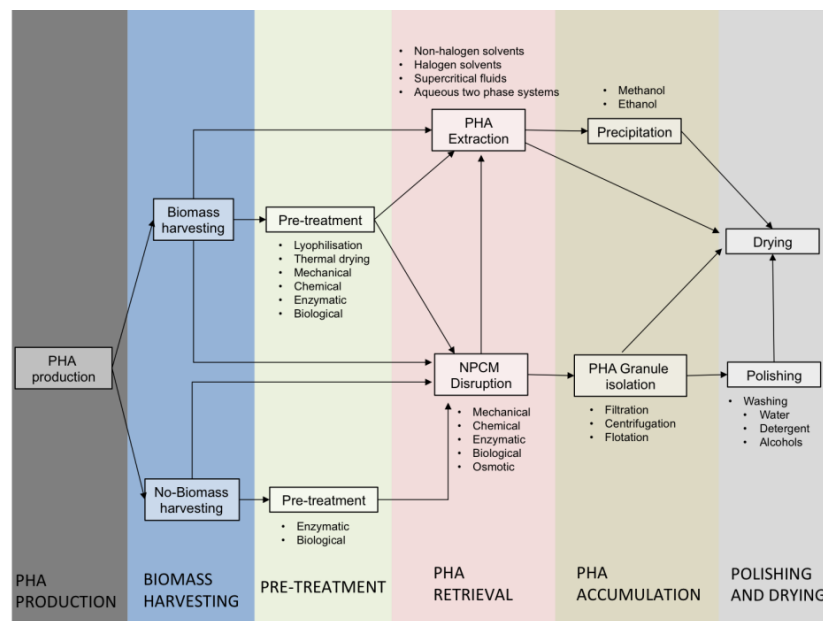 • Non-halogen solvents
• Halogen solvents
• Supercritical fluids
• Aqueous two phase systems
• Methanol
• Ethanol
PHA
Extraction
Precipitation
Biomass
harvesting
Pre-treatment
• Lyophilisation
• Thermal drying
• Mechanical
• Chemical
• Enzymatic
• Biological
Drying
PHA
production
NPCM
Disruption
• Mechanical
• Chemical
• Enzymatic
• Biological
• Osmotic
PHA Granule
isolation
• Filtration
• Centrifugation
• Flotation
Polishing
• Washing
• Water
• Detergent
• Alcohols
No-Biomass
harvesting
Pre-treatment
• Enzymatic
• Biological
PHA
PRODUCTION
BIOMASS
HARVESTING
PRE-TREATMENT
PHA
RETRIEVAL
PHA
ACCUMULATION
POLISHING
AND DRYING